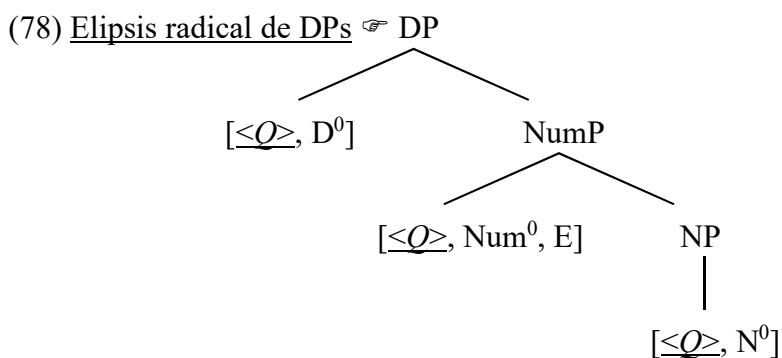 (78) Elipsis radical de DPs ☞ DP
[<Q>, D⁰] NumP
[<Q>, Num⁰, E] NP
[<Q>, N⁰]